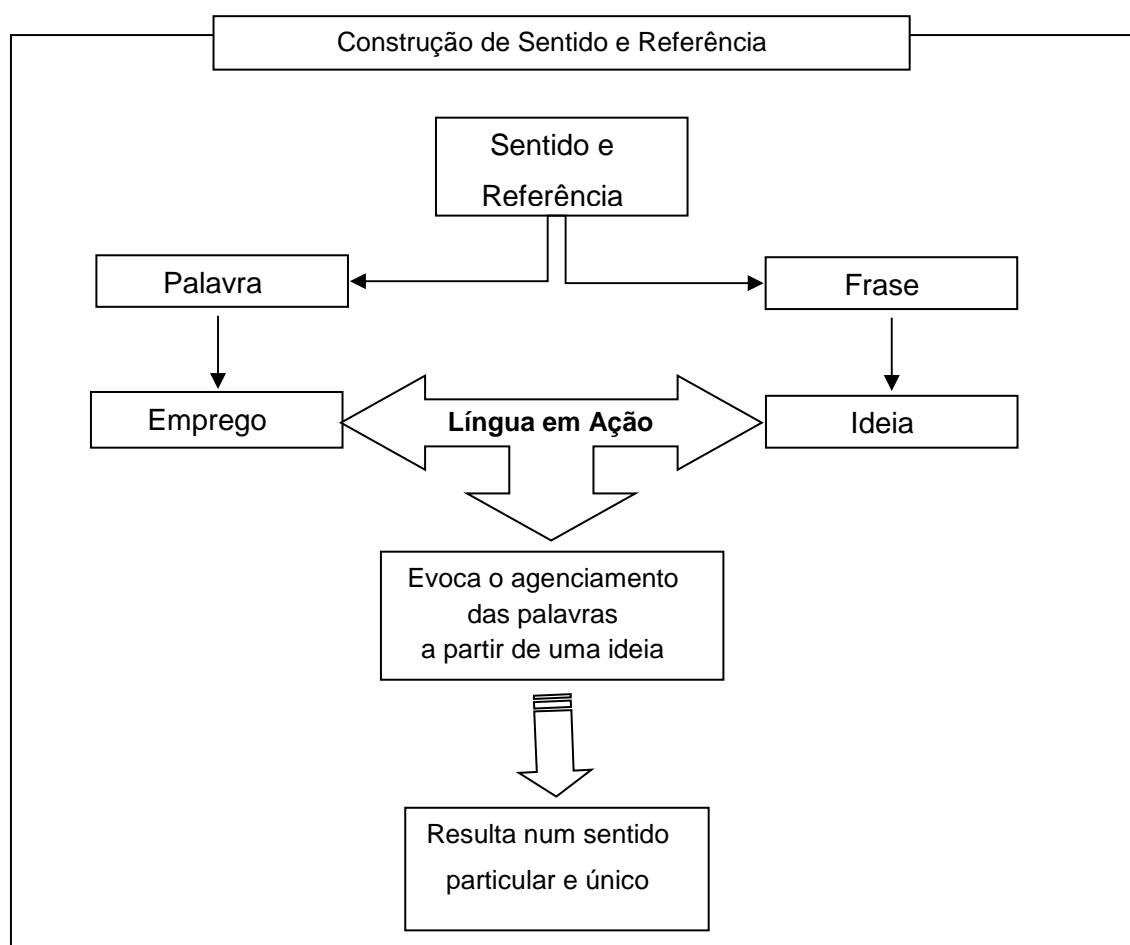 Construção de Sentido e Referência
Sentido e
Referência
Palavra
Frase
Emprego
Língua em Ação
Ideia
Evoca o agenciamento
das palavras
a partir de uma ideia
Resulta num sentido
particular e único